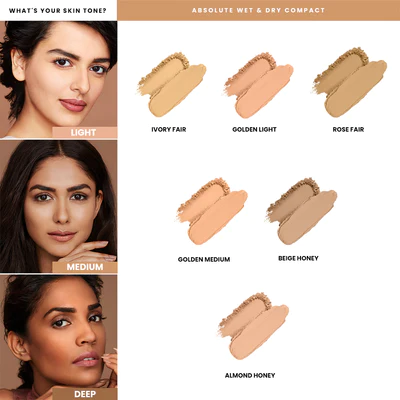 WHAT'S YOUR SKIN TONE?
ABSOLUTE WET & DRY COMPACT
LIGHT
IVORY FAIR
GOLDEN LIGHT
ROSE FAIR
MEDIUM
GOLDEN MEDIUM
BEIGE HONEY
DEEP
ALMOND HONEY